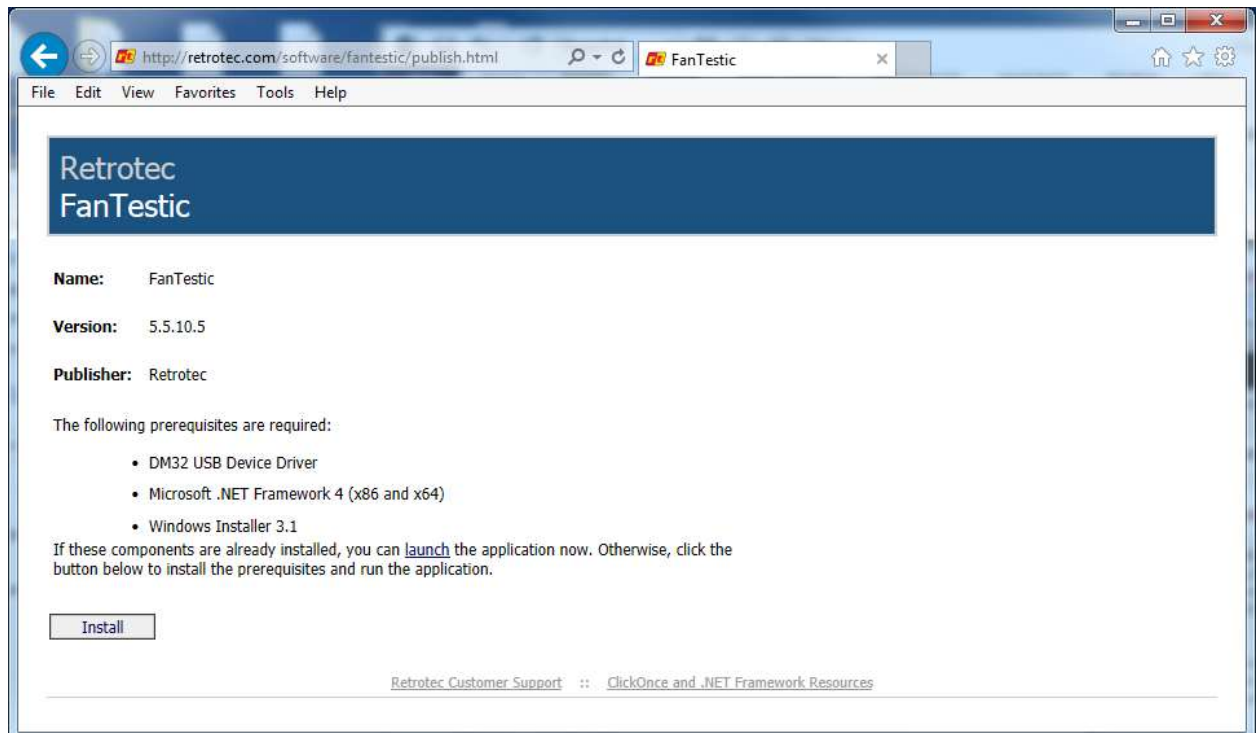 http://retrotec.com/software/fantestic/publish.html
FanTestic
File Edit View Favorites Tools Help
Retrotec
FanTestic
Name: FanTestic
Version: 5.5.10.5
Publisher: Retrotec
The following prerequisites are required:
• DM32 USB Device Driver
• Microsoft .NET Framework 4 (x86 and x64)
• Windows Installer 3.1
If these components are already installed, you can launch the application now. Otherwise, click the
button below to install the prerequisites and run the application.
Install
Retrotec Customer Support :: ClickOnce and .NET Framework Resources